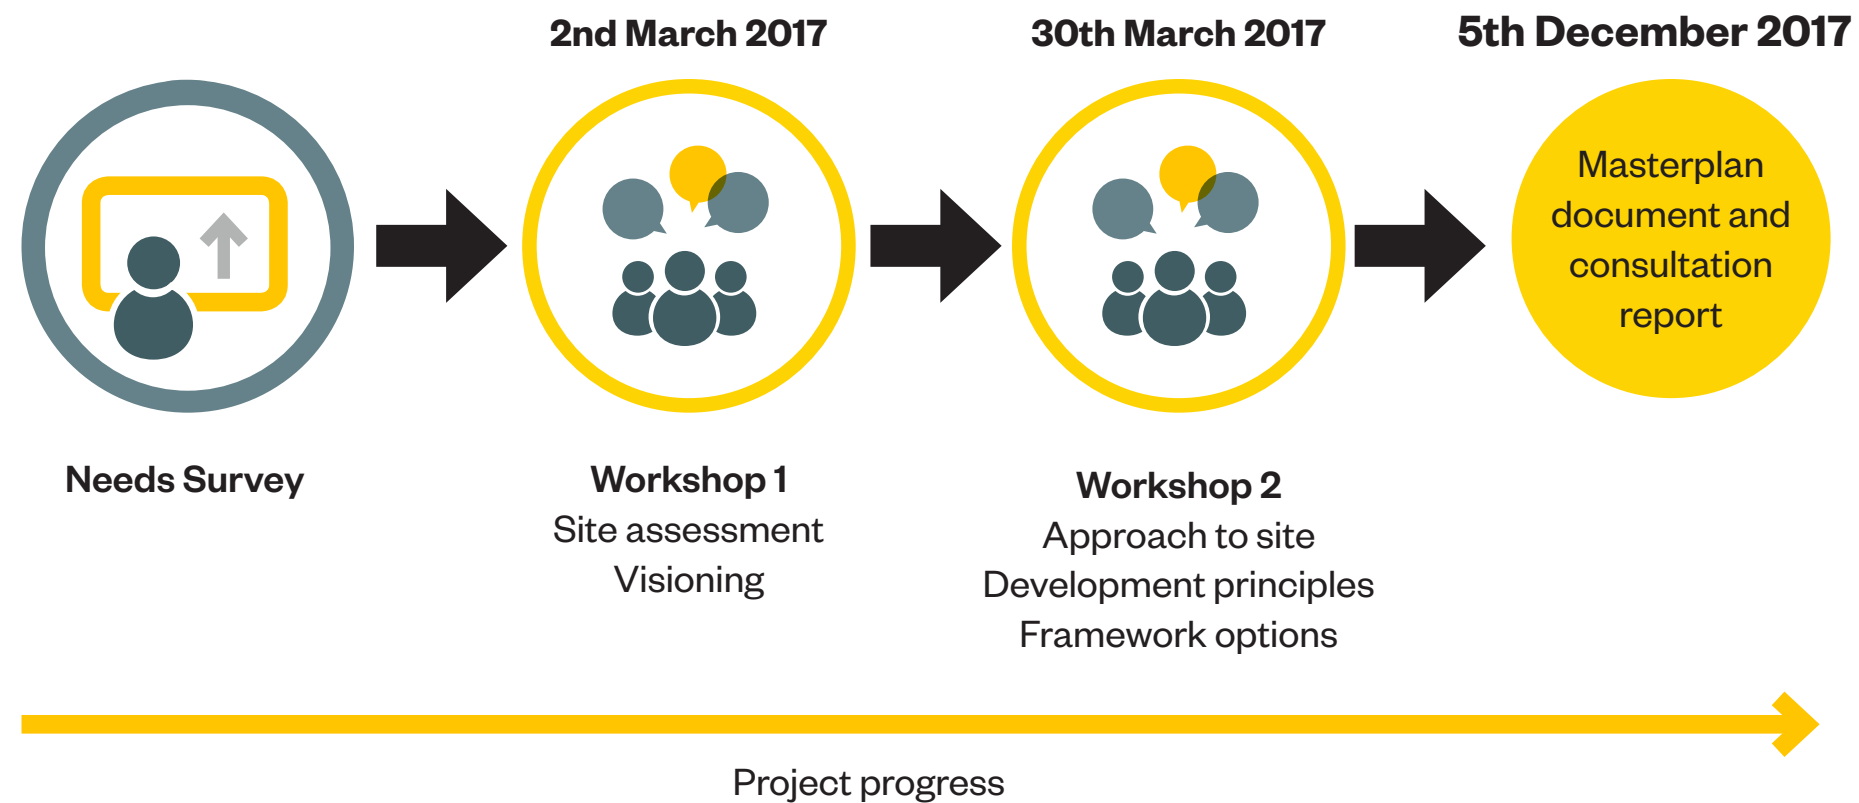 2nd March 2017
30th March 2017
5th December 2017
Masterplan
document and
consultation
report
Needs Survey
Workshop 1
Site assessment
Visioning
Workshop 2
Approach to site
Development principles
Framework options
Project progress